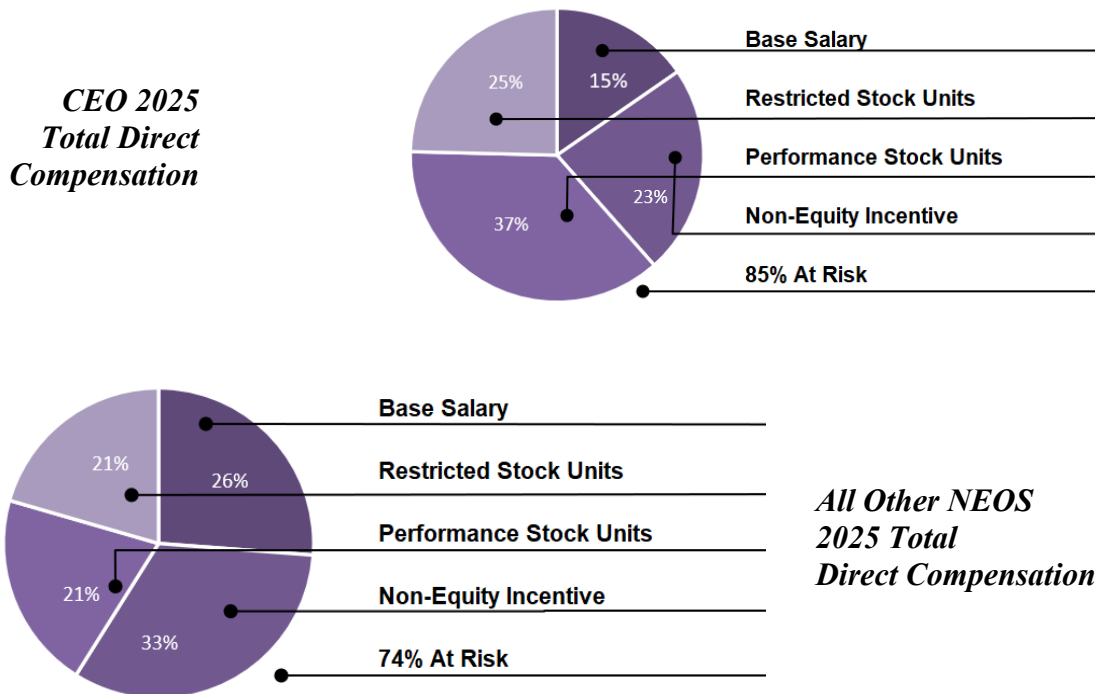 CEO 2025
Total Direct
Compensation
25%
15%
37%
23%
Base Salary
Restricted Stock Units
Performance Stock Units
Non-Equity Incentive
85% At Risk
21%
26%
21%
33%
Base Salary
Restricted Stock Units
Performance Stock Units
Non-Equity Incentive
74% At Risk
All Other NEOS
2025 Total
Direct Compensation